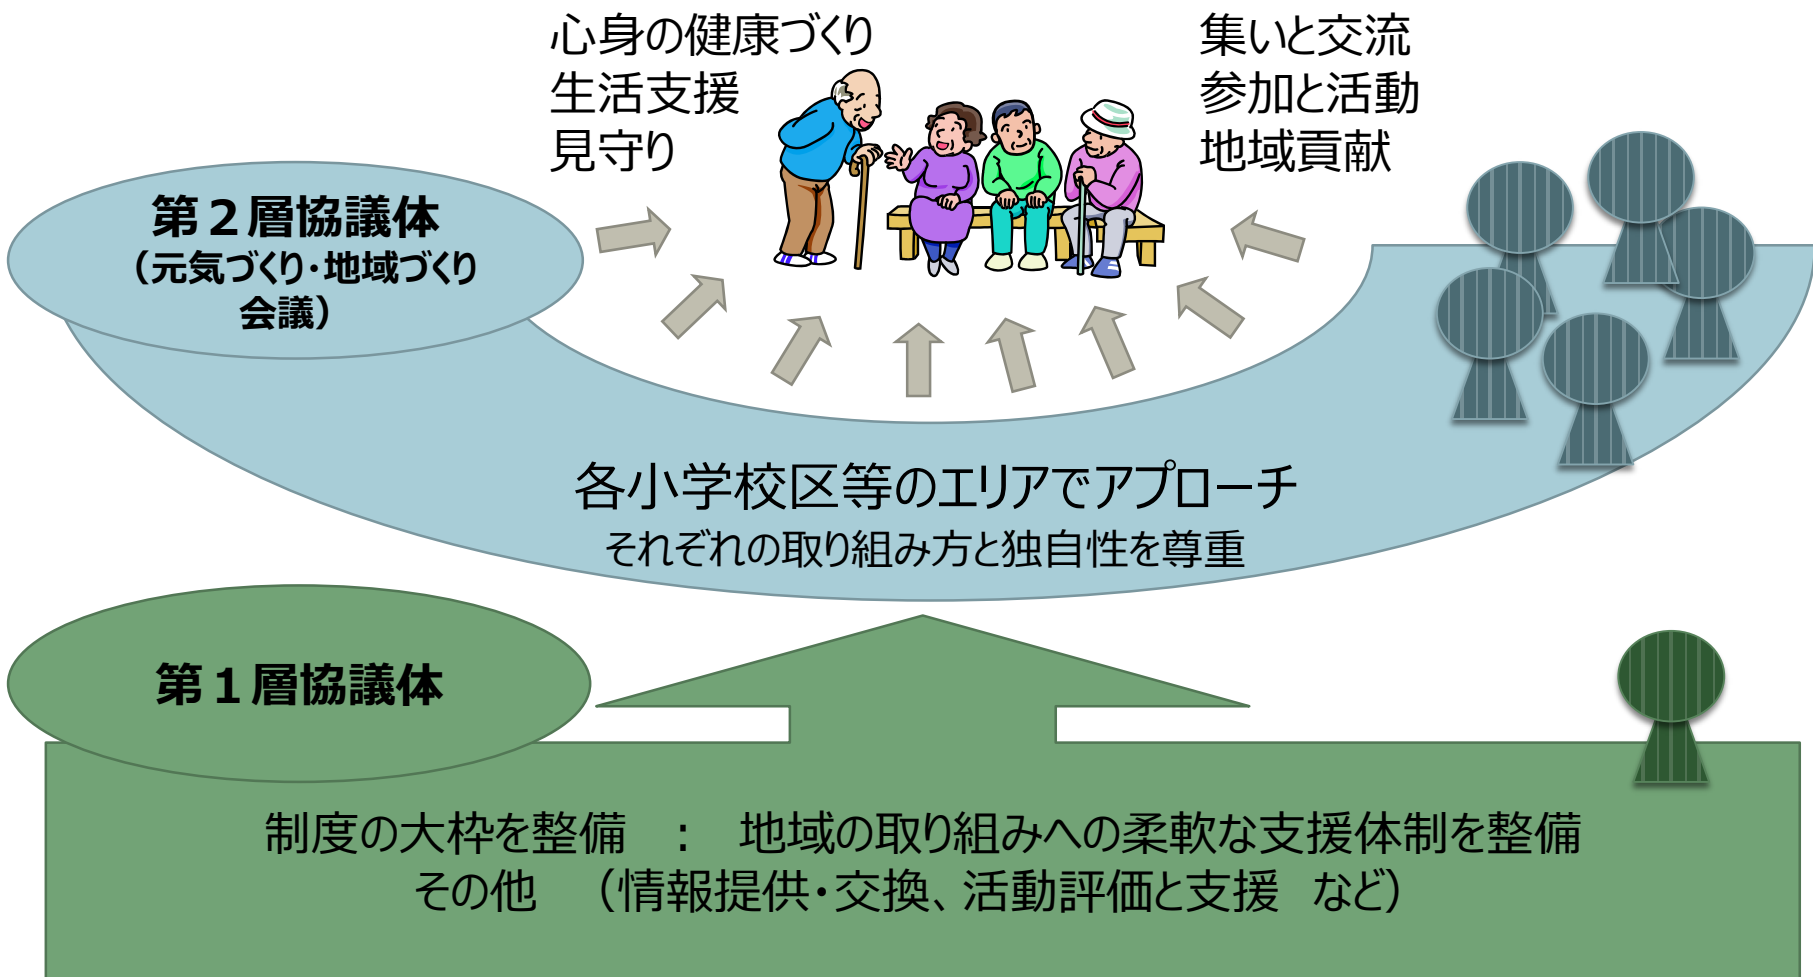 心身の健康づくり
生活支援
見守り
集いと交流
参加と活動
地域貢献
第２層協議体
（元気づくり・地域づくり
会議）
各小学校区等のエリアでアプローチ
それぞれの取り組み方と独自性を尊重
第１層協議体
制度の大枠を整備　：　地域の取り組みへの柔軟な支援体制を整備
その他　（情報提供・交換、活動評価と支援　など）